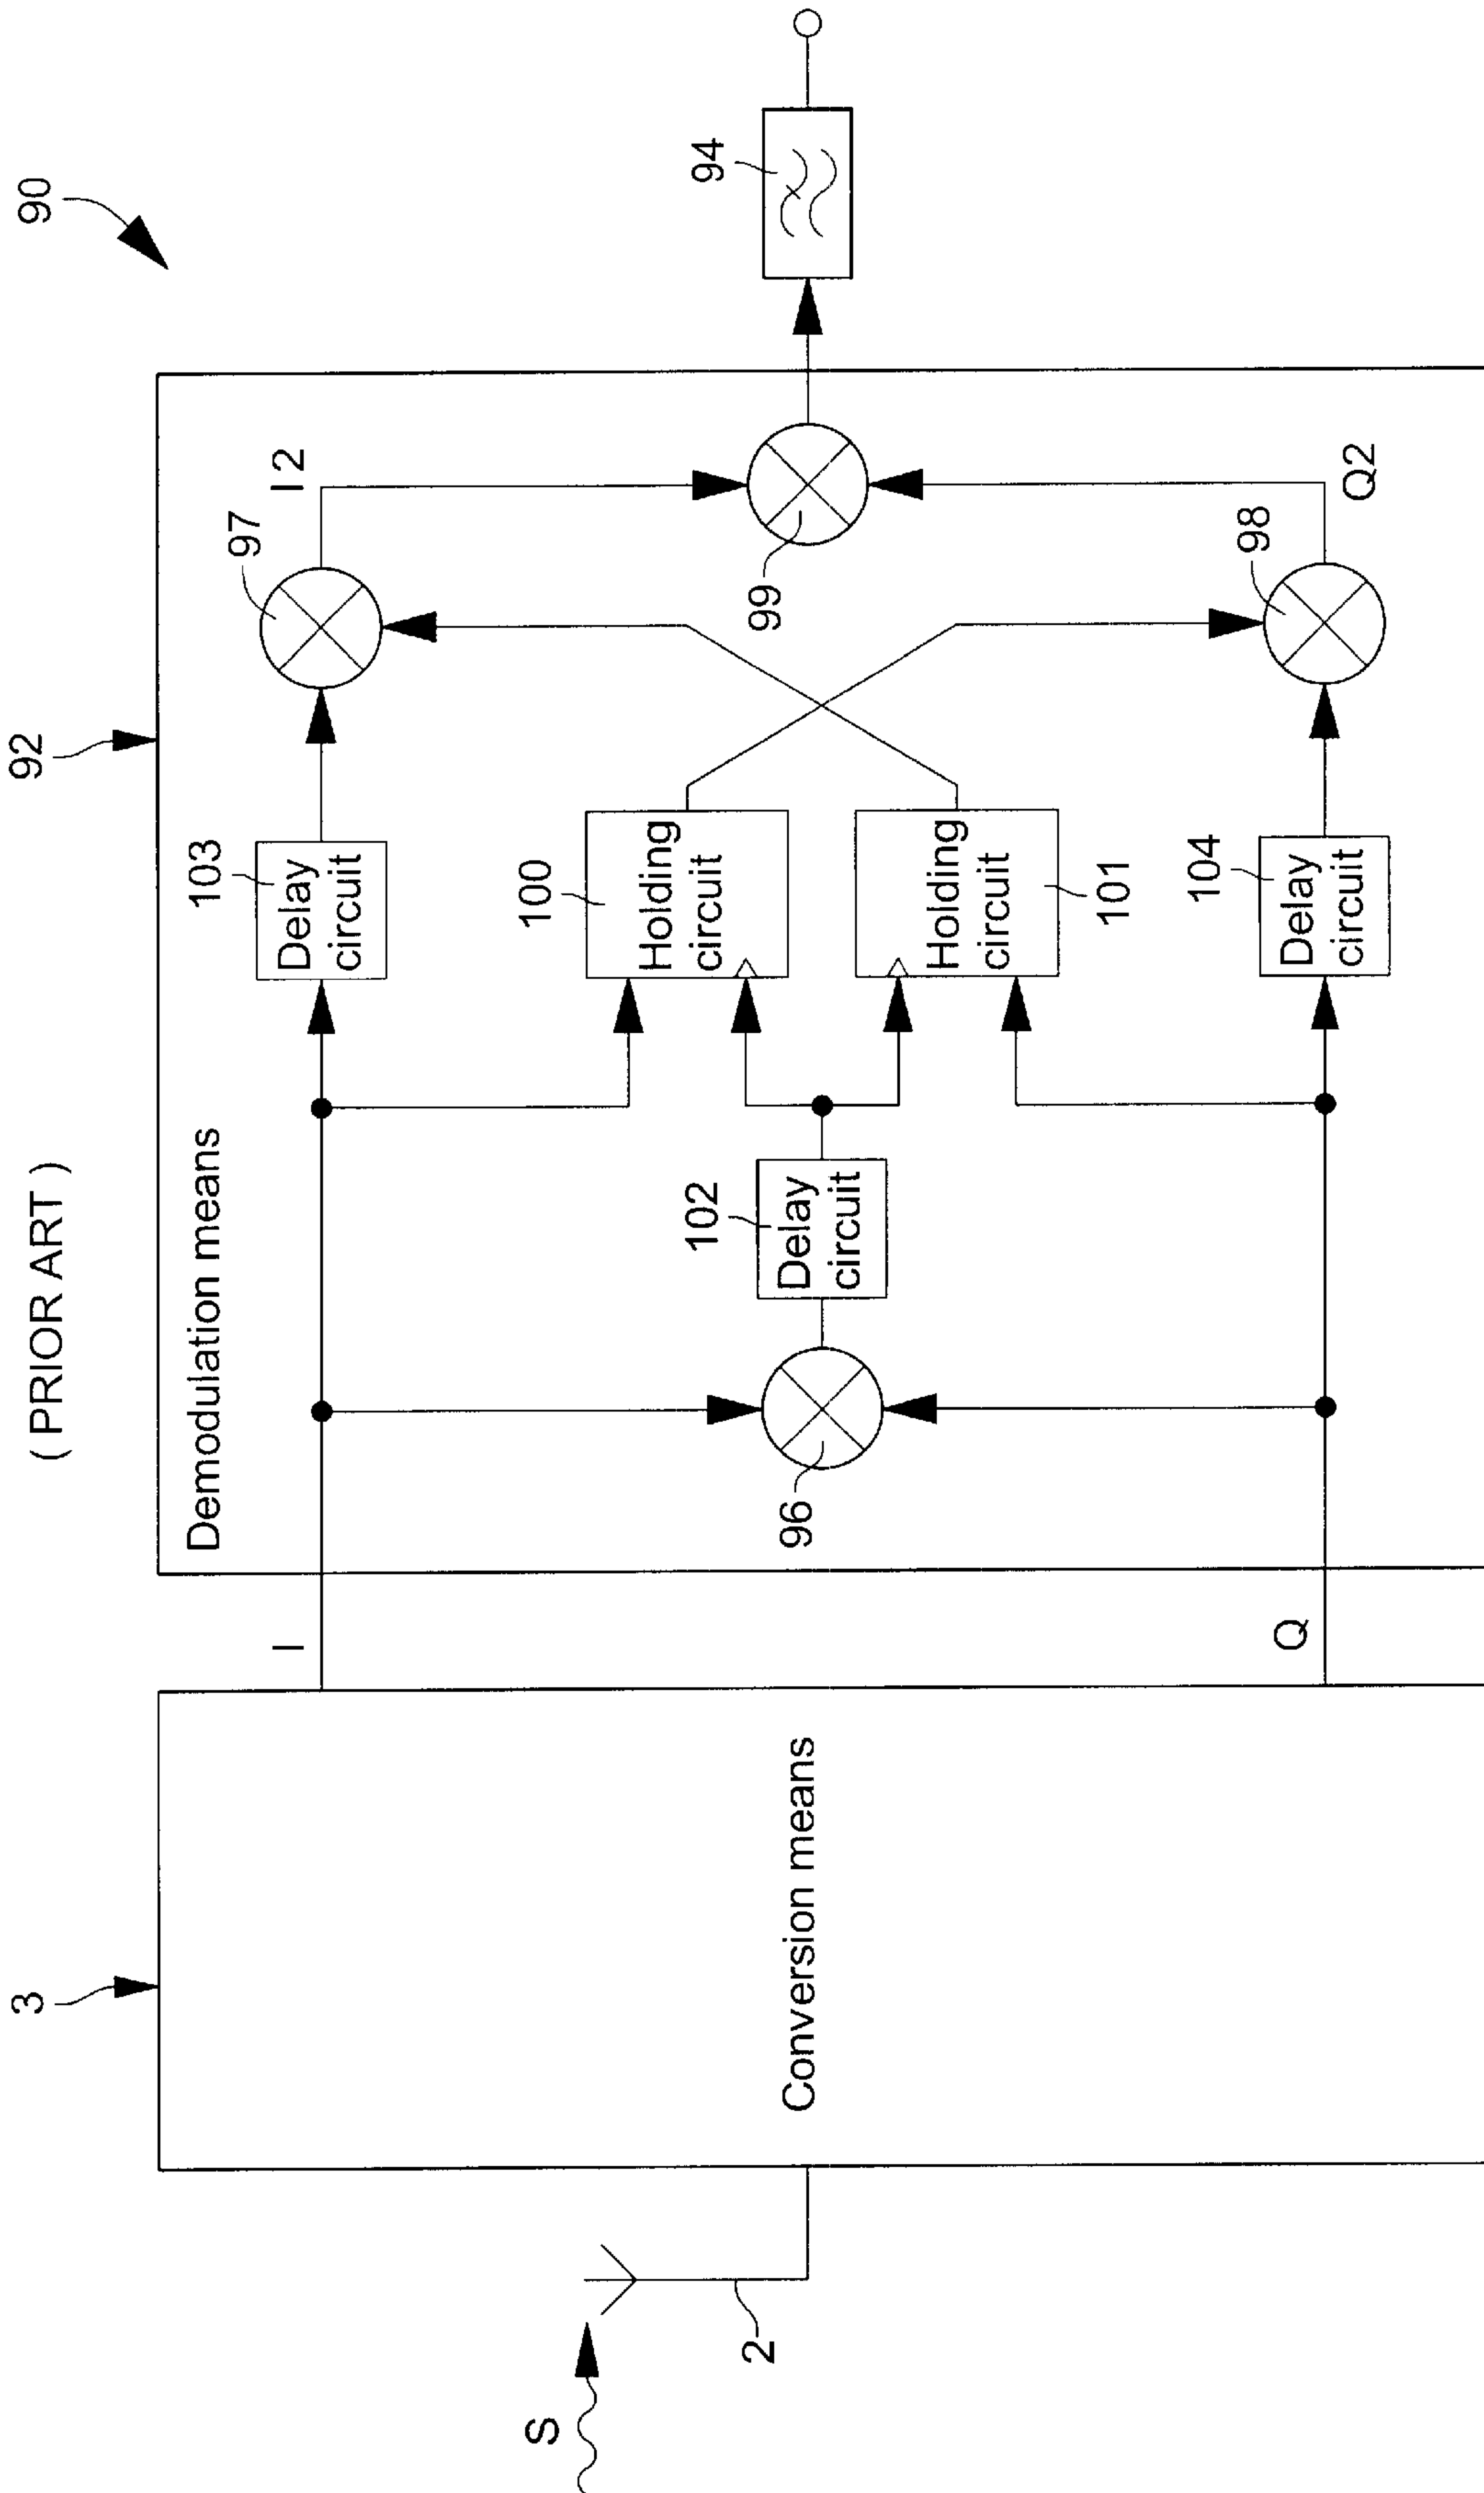 ( PRIOR ART )
90
92
3
Demodulation means
I
103
Delay
circuit
97
I 2
100
Holding
circuit
102
Delay
circuit
96
99
94
S
2
Conversion means
Holding
circuit
101
104
Delay
circuit
98
Q
Q2